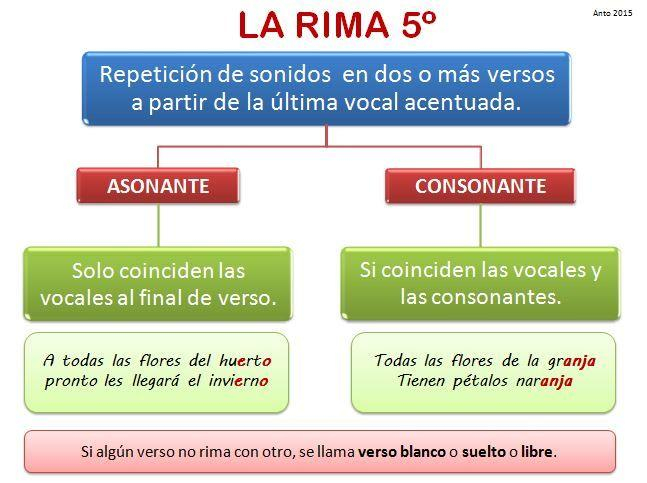 LA RIMA 5º
Anto 2015
Repetición de sonidos en dos o más versos
a partir de la última vocal acentuada.
ASONANTE
CONSONANTE
Solo coinciden las
vocales al final de verso.
Si coinciden las vocales y
las consonantes.
A todas las flores del huerto
pronto les llegará el invierno
Todas las flores de la granja
Tienen pétalos naranja
Si algún verso no rima con otro, se llama verso blanco o suelto o libre.